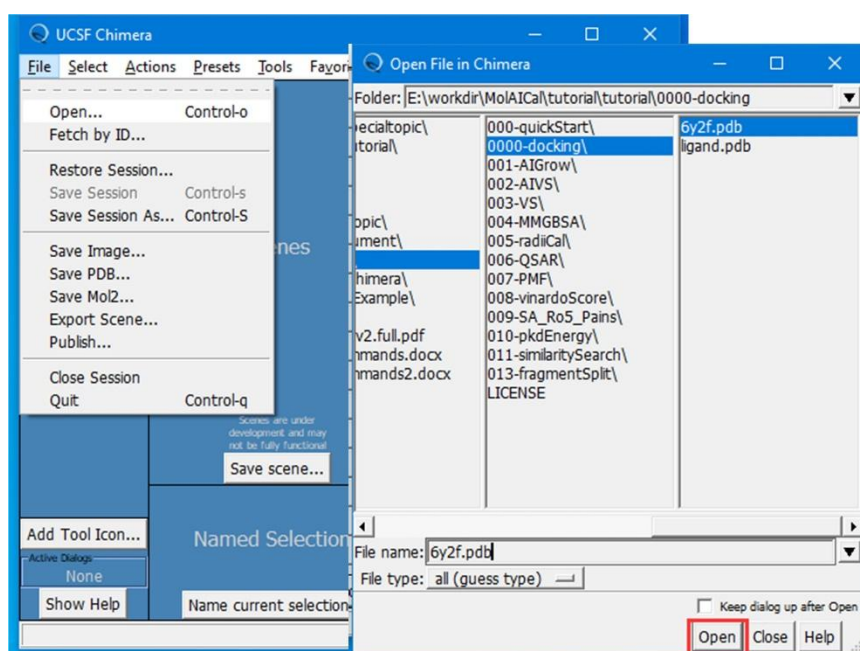 UCSF Chimera
File Select Actions Presets Tools Favori
Open... Control-o
Fetch by ID...
Restore Session...
Save Session Control-s
Save Session As... Control-S
Save Image...
Save PDB...
Save Mol2...
Export Scene...
Publish...
Close Session
Quit Control-q
enes
Scenes are under
development and may
not be fully functional
Save scene...
Add Tool Icon...
Active Dialogs
None
Show Help
Named Selection
Name current selection
Open File in Chimera
Folder: E:\workdir\MolAICal\tutorial\tutorial\0000-docking
pecialtopic\
torial\
opic\
ument\
\
himera\
Example\
v2.full.pdf
mmands.docx
mmands2.docx
000-quickStart\
0000-docking\
001-AIGrow\
002-AIVS\
003-VS\
004-MMGBSA\
005-radiiCal\
006-QSAR\
007-PMF\
008-vinardoScore\
009-SA_Ro5_Pains\
010-pkdEnergy\
011-similaritySearch\
013-fragmentSplit\
LICENSE
6y2f.pdb
ligand.pdb
File name: 6y2f.pdb
File type: all (guess type)
Keep dialog up after Open
Open Close Help